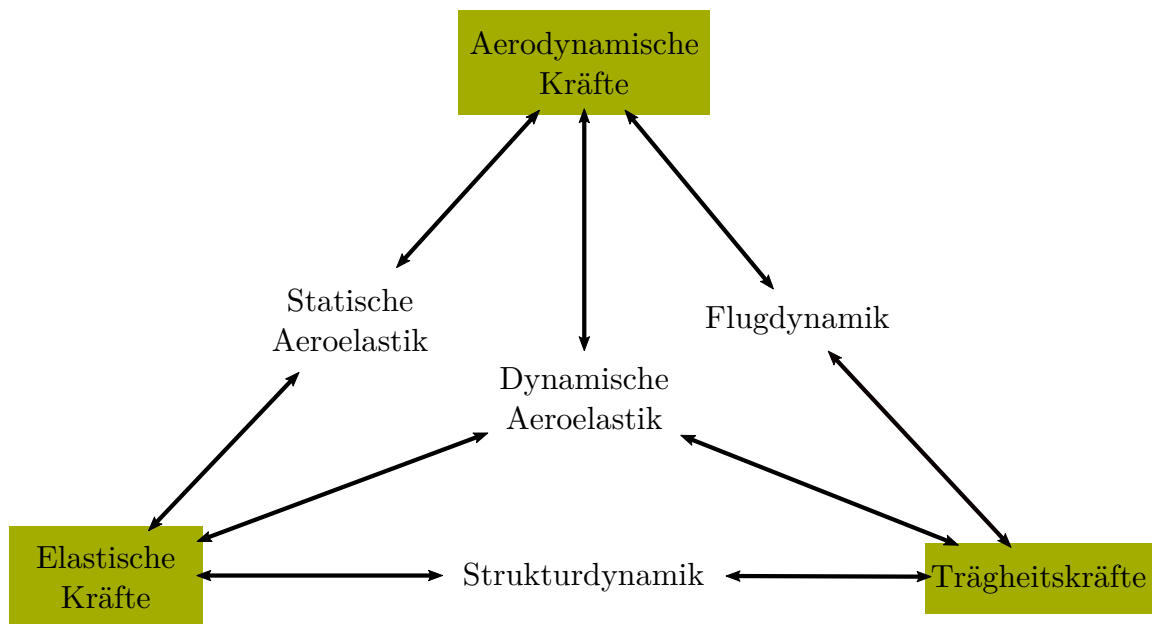 Aerodynamische
Kräfte
Statische
Aeroelastik
Flugdynamik
Dynamische
Aeroelastik
Elastische
Kräfte
Strukturdynamik
Trägheitskräfte